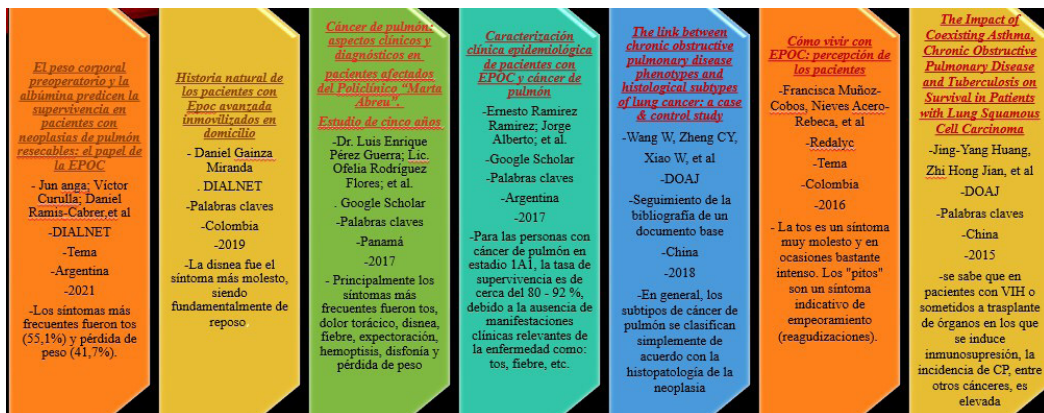 El peso corporal
preoperatorio y la
albúmina predicen la
supervivencia en
pacientes con
neoplasias de pulmón
resecables: el papel de
la EPOC
- Jun anga; Víctor
Curulla; Daniel
Ramis-Cabrer,et al
-DIALNET
-Tema
-Argentina
-2021
-Los síntomas más
frecuentes fueron tos
(55,1%) y pérdida de
peso (41,7%).
Historia natural de
los pacientes con
Epoc avanzada
inmovilizados en
domicilio
- Daniel Gainza
Miranda
. DIALNET
-Palabras claves
-Colombia
-2019
-La disnea fue el
síntoma más molesto,
siendo
fundamentalmente de
reposo.
Cáncer de pulmón:
aspectos clínicos y
diagnósticos en
pacientes afectados
del Policlínico “Marta
Abreu”.
Estudio de cinco años
-Dr. Luis Enrique
Pérez Guerra; Lic.
Ofelia Rodríguez
Flores; et al.
. Google Scholar
-Palabras claves
-Panamá
-2017
- Principalmente los
síntomas más
frecuentes fueron tos,
dolor torácico, disnea,
fiebre, expectoración,
hemoptisis, disfonía y
pérdida de peso
Caracterización
clínica epidemiológica
de pacientes con
EPOC y cáncer de
pulmón
-Ernesto Ramirez
Ramirez; Jorge
Alberto; et al.
-Google Scholar
-Palabras claves
-Argentina
-2017
-Para las personas con
cáncer de pulmón en
estadio 1A1, la tasa de
supervivencia es de
cerca del 80 - 92 %,
debido a la ausencia de
manifestaciones
clínicas relevantes de
la enfermedad como:
tos, fiebre, etc.
The link between
chronic obstructive
pulmonary disease
phenotypes and
histological subtypes
of lung cancer: a case
& control study
-Wang W, Zheng CY,
Xiao W, et al
-DOAJ
-Seguimiento de la
bibliografía de un
documento base
-China
-2018
-En general, los
subtipos de cáncer de
pulmón se clasifican
simplemente de
acuerdo con la
histopatología de la
neoplasia
Cómo vivir con
EPOC: percepción de
los pacientes
-Francisca Muñoz-
Cobos, Nieves Acero-
Rebeca, et al
-Redalyc
-Tema
-Colombia
-2016
- La tos es un síntoma
muy molesto y en
ocasiones bastante
intenso. Los "pitos"
son un síntoma
indicativo de
empeoramiento
(reagudizaciones).
The Impact of
Coexisting Asthma,
Chronic Obstructive
Pulmonary Disease
and Tuberculosis on
Survival in Patients
with Lung Squamous
Cell Carcinoma
-Jing-Yang Huang,
Zhi Hong Jian, et al
-DOAJ
-Palabras claves
-China
-2015
-se sabe que en
pacientes con VIH o
sometidos a trasplante
de órganos en los que
se induce
inmunosupresión, la
incidencia de CP, entre
otros cánceres, es
elevada